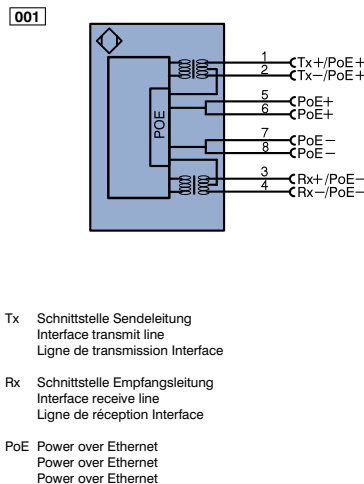 001
POE
1 Tx+/PoE+
2 Tx−/PoE+
5 PoE+
6 PoE+
7 PoE−
8 PoE−
3 Rx+/PoE−
4 Rx−/PoE−
Tx Schnittstelle Sendeleitung
Interface transmit line
Ligne de transmission Interface
Rx Schnittstelle Empfangsleitung
Interface receive line
Ligne de réception Interface
PoE Power over Ethernet
Power over Ethernet
Power over Ethernet